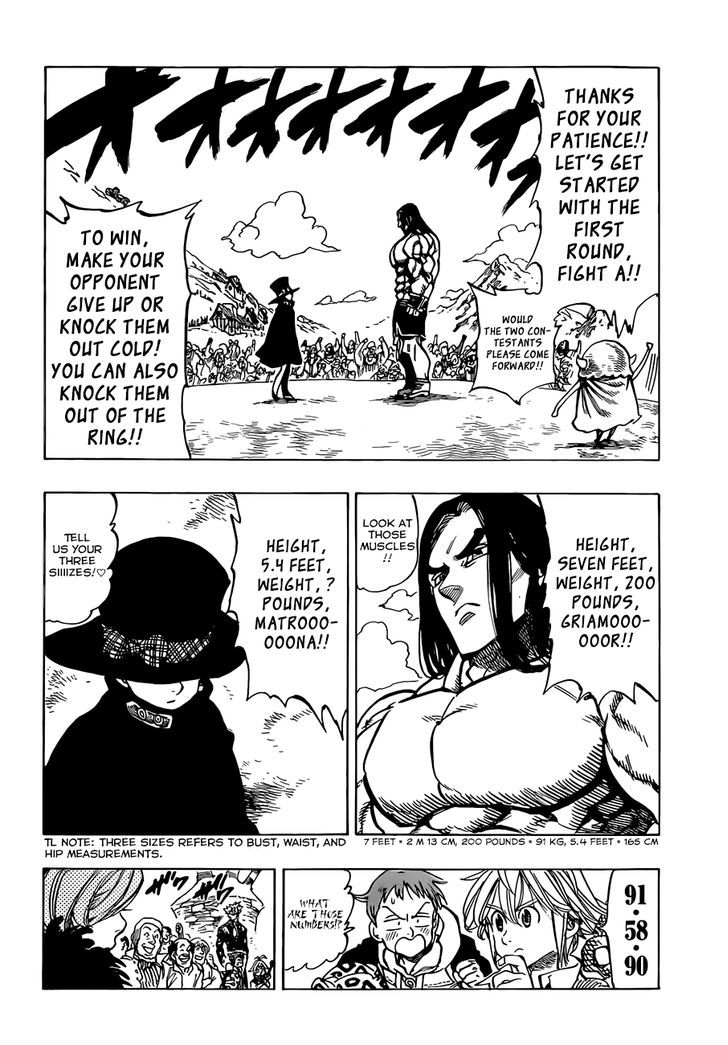 THANKS
FOR YOUR
PATIENCE!!
LET'S GET
STARTED
WITH THE
FIRST
ROUND,
FIGHT A!!
WOULD
THE TWO CON-
TESTANTS
PLEASE COME
FORWARD!!
TO WIN,
MAKE YOUR
OPPONENT
GIVE UP OR
KNOCK THEM
OUT COLD!
YOU CAN ALSO
KNOCK THEM
OUT OF THE
RING!!
HEIGHT,
SEVEN FEET,
WEIGHT, 200
POUNDS,
GRIAMOOO-
OOOR!!
LOOK AT
THOSE
MUSCLES
!!
HEIGHT,
5.4 FEET,
WEIGHT, ?
POUNDS,
MATROOO-
OOONA!!
TELL
US YOUR
THREE
SIIIIZES!♡
7 FEET = 2 M 13 CM, 200 POUNDS = 91 KG, 5.4 FEET = 165 CM
TL NOTE: THREE SIZES REFERS TO BUST, WAIST, AND
HIP MEASUREMENTS.
91
・
58
・
90
WHAT
ARE THOSE
NUMBERS!?